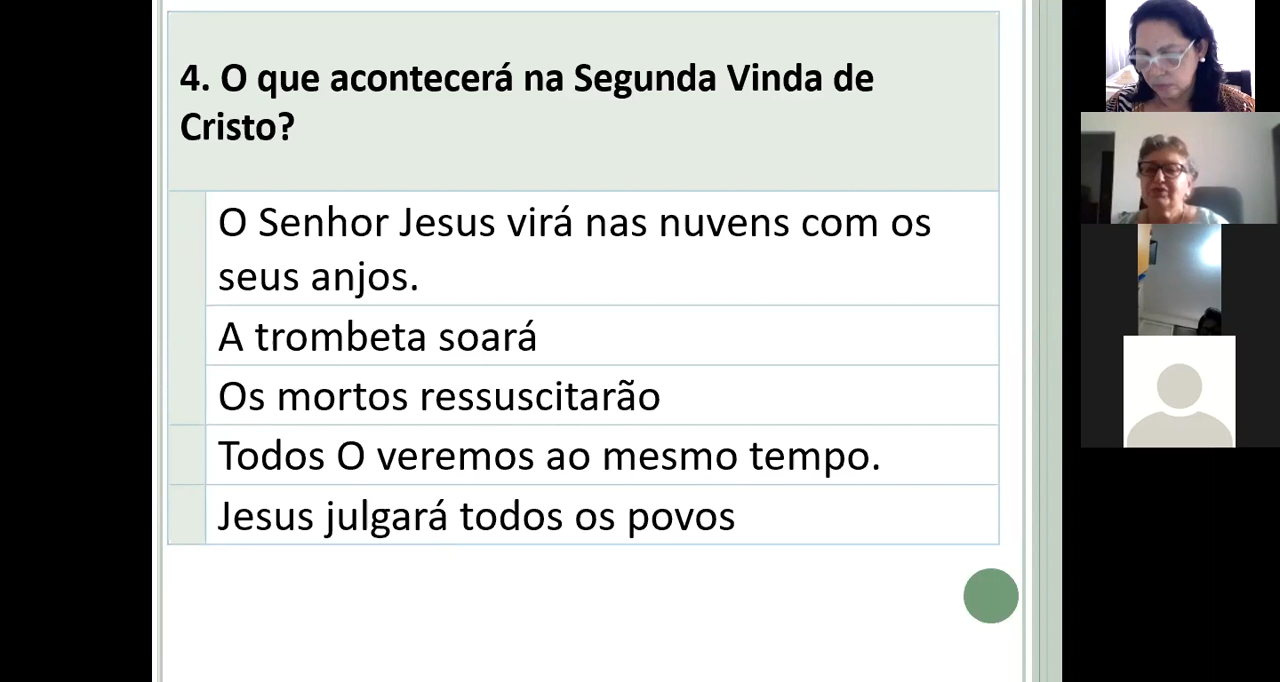 4. O que acontecerá na Segunda Vinda de
Cristo?
O Senhor Jesus virá nas nuvens com os
seus anjos.
A trombeta soará
Os mortos ressuscitarão
Todos O veremos ao mesmo tempo.
Jesus julgará todos os povos